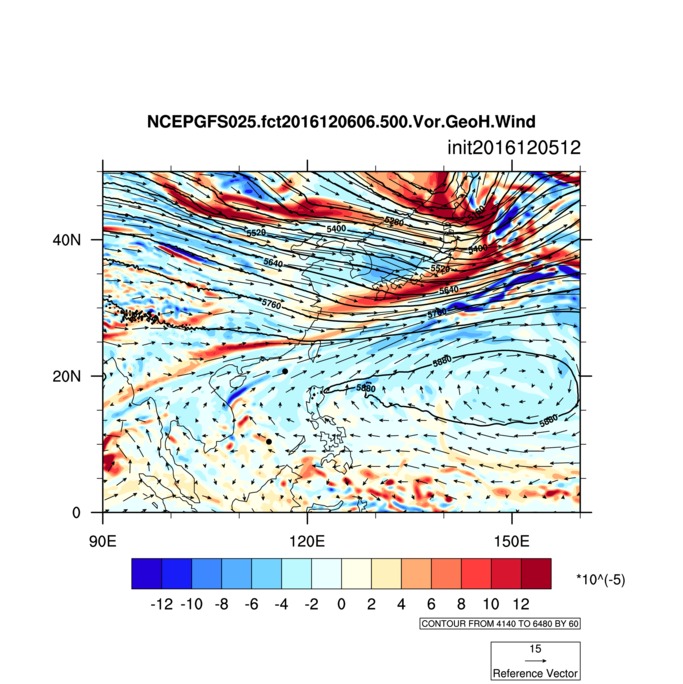 NCEPGFS025.fct2016120606.500.Vor.GeoH.Wind
init2016120512
40N
20N
0
90E 120E 150E
5280
5520 5400
5400
5640
5520
5640
5760
5760
5880
5880
5880
-12 -10 -8 -6 -4 -2 0 2 4 6 8 10 12
*10^(-5)
CONTOUR FROM 4140 TO 6480 BY 60
15
Reference Vector